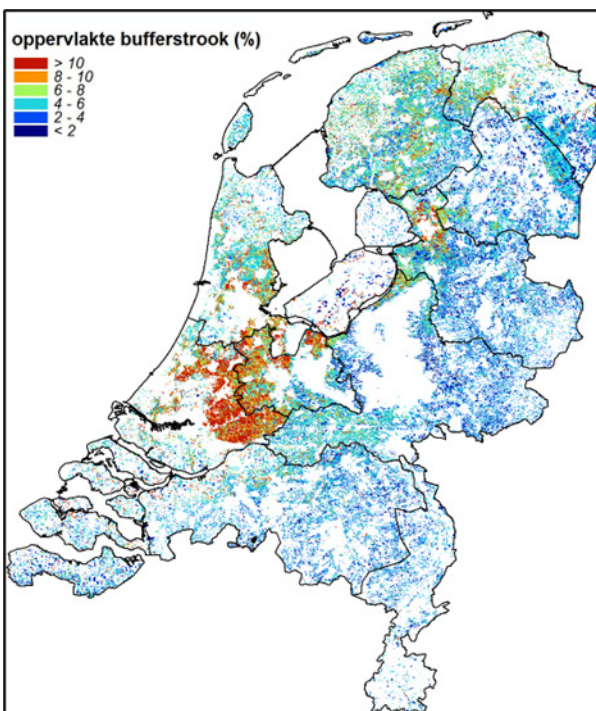 oppervlakte bufferstrook (%)
> 10
8 - 10
6 - 8
4 - 6
2 - 4
< 2